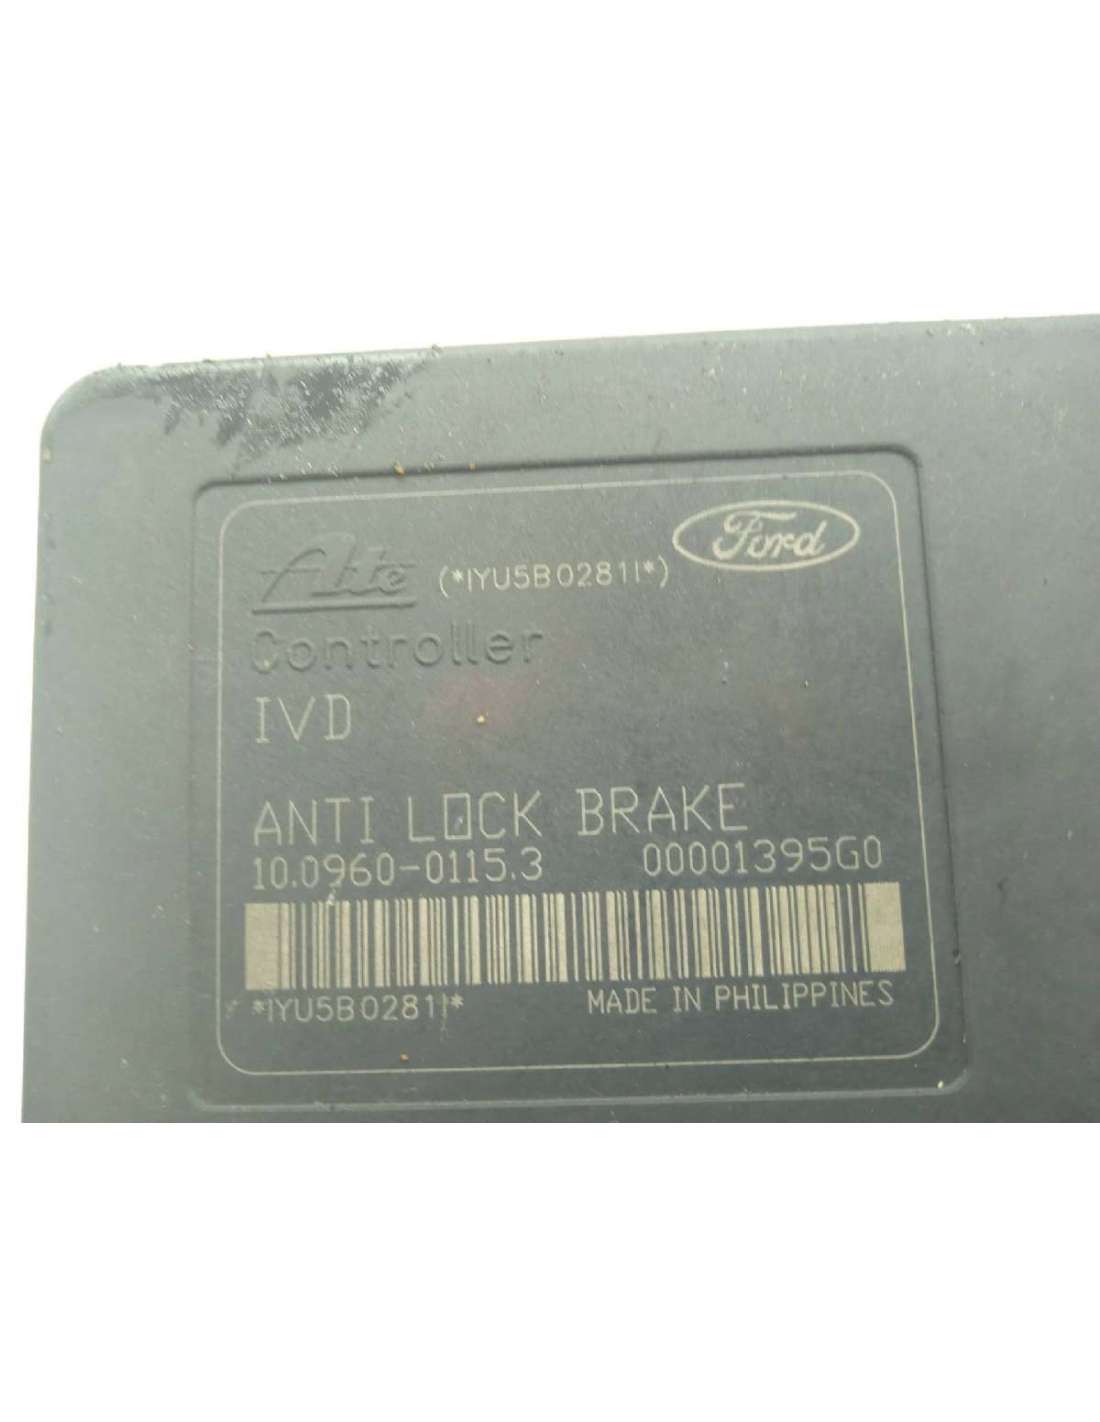 Ate (*IYU5B0281I*) Ford
Controller
IVD
ANTI LOCK BRAKE
10.0960-0115.3 00001395G0
*IYU5B0281I*
MADE IN PHILIPPINES